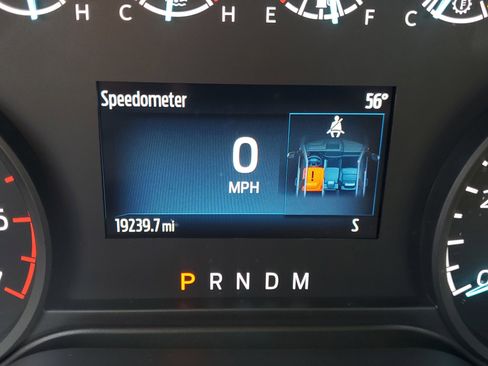 H C H E F C
Speedometer 56°
0
MPH
!
19239.7 mi S
P R N D M